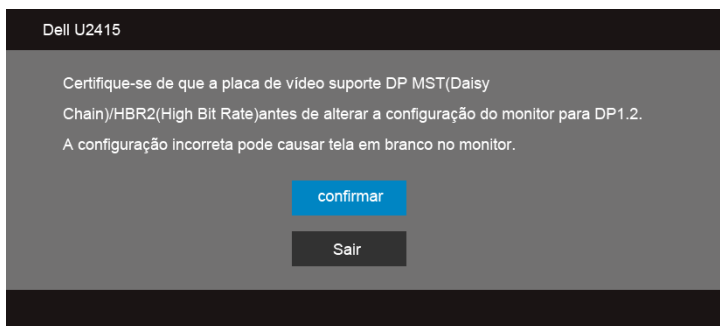 Dell U2415
Certifique-se de que a placa de vídeo suporte DP MST(Daisy
Chain)/HBR2(High Bit Rate)antes de alterar a configuração do monitor para DP1.2.
A configuração incorreta pode causar tela em branco no monitor.
confirmar
Sair